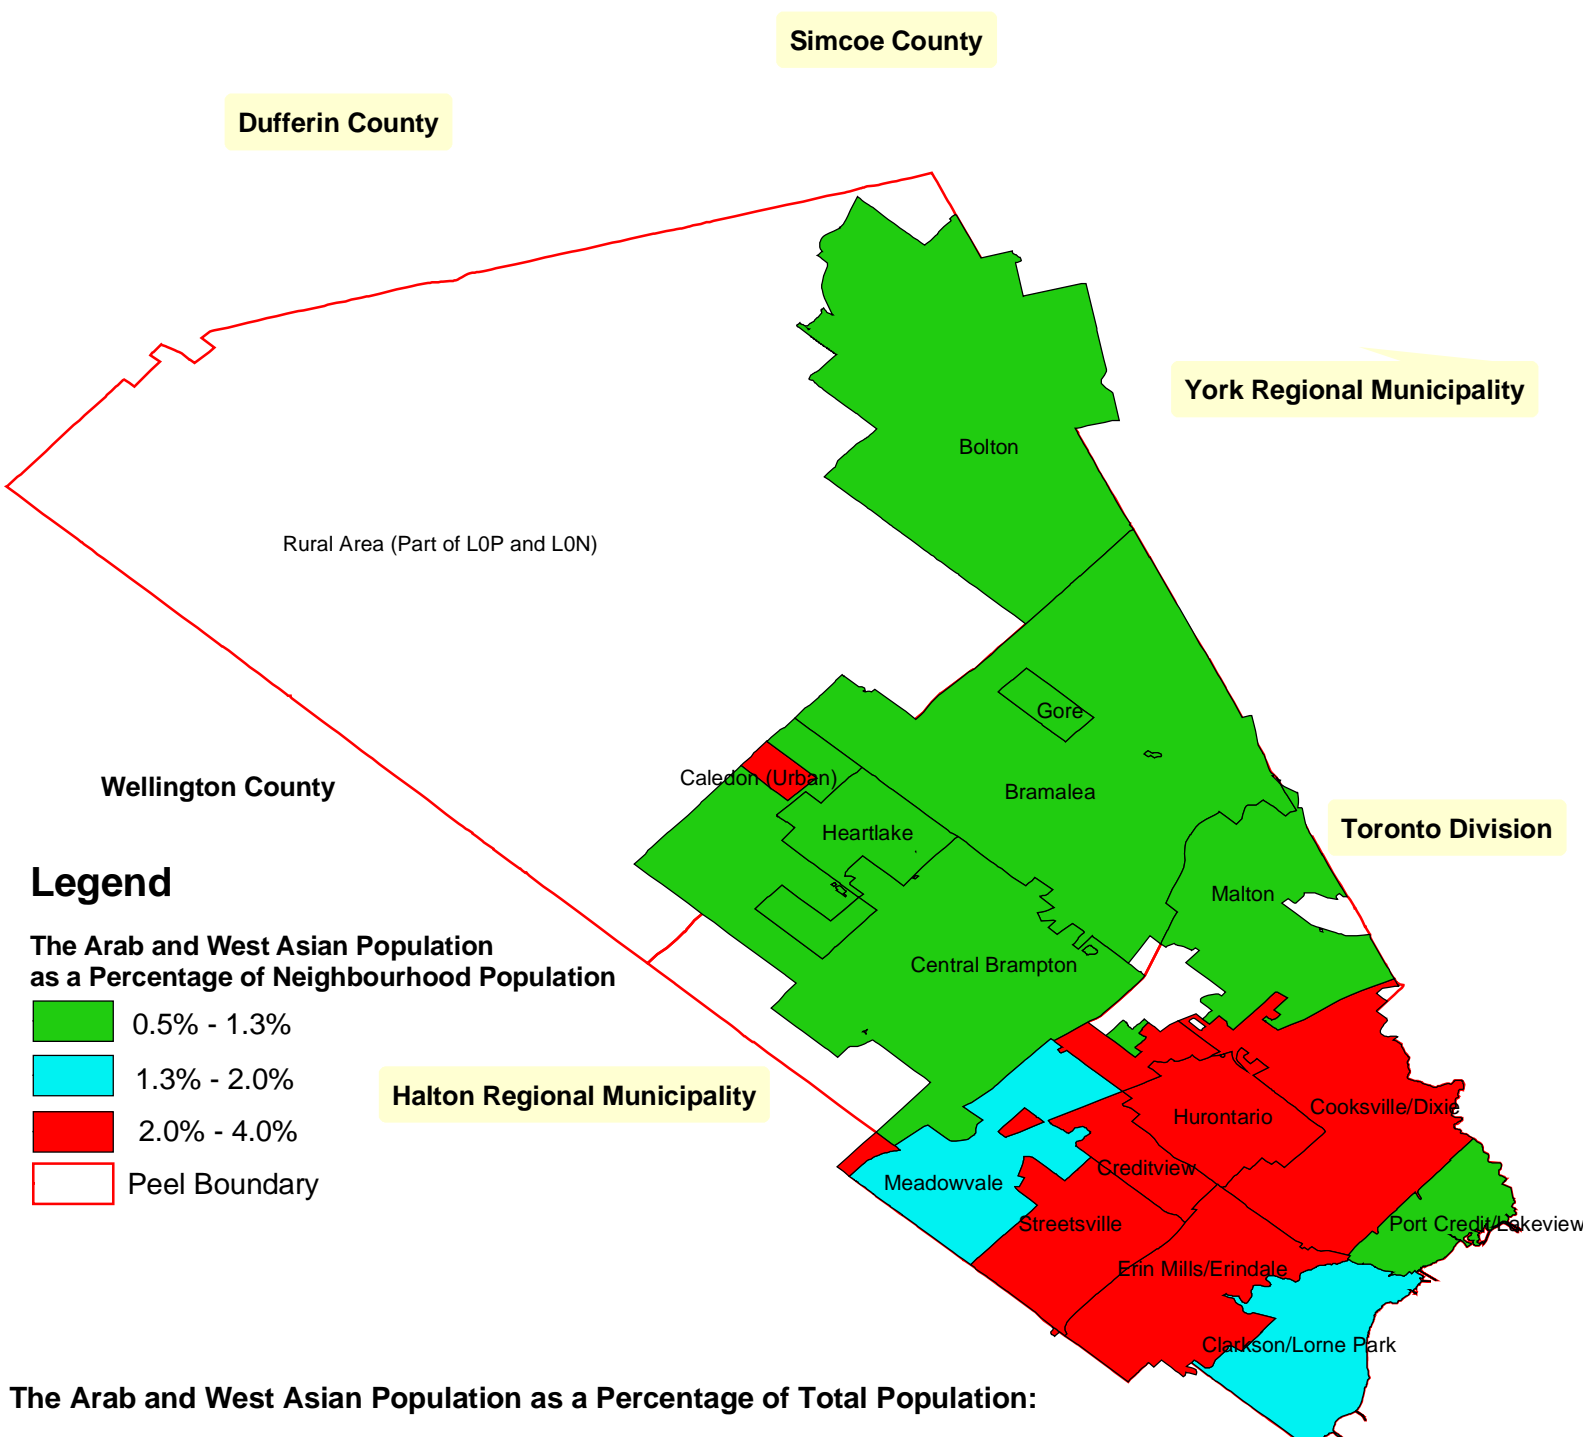 Simcoe County
Dufferin County
York Regional Municipality
Bolton
Rural Area (Part of L0P and L0N)
Gore
Caledon (Urban)
Wellington County
Bramalea
Heartlake
Toronto Division
Legend
Malton
The Arab and West Asian Population
as a Percentage of Neighbourhood Population
Central Brampton
0.5% - 1.3%
1.3% - 2.0%
Halton Regional Municipality
Cooksville/Dixie
Hurontario
2.0% - 4.0%
Creditview
Meadowvale
Peel Boundary
Streetsville
Port Credit/Lakeview
Erin Mills/Erindale
Clarkson/Lorne Park
The Arab and West Asian Population as a Percentage of Total Population: